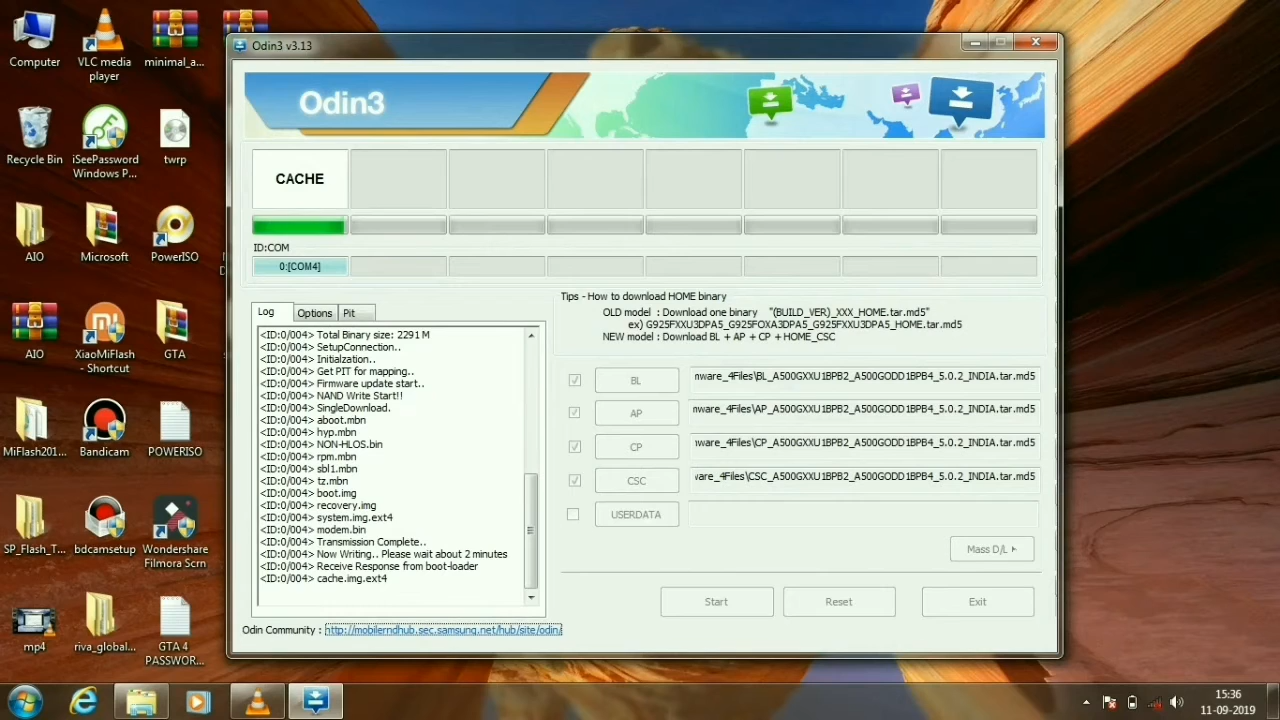 Computer
VLC media
player
minimal_a...
Recycle Bin
iSeePassword
Windows P...
twrp
AIO
Microsoft
PowerISO
AIO
XiaoMiFlash
- Shortcut
GTA
MiFlash201...
Bandicam
POWERISO
SP_Flash_T...
bdcamsetup
Wondershare
Filmora Scrn
mp4
riva_global...
GTA 4
PASSWOR...
Odin3 v3.13
Odin3
CACHE
ID:COM
0:[COM4]
Log
Options
Pit
<ID:0/004> Total Binary size: 2291 M
<ID:0/004> SetupConnection..
<ID:0/004> Initialzation..
<ID:0/004> Get PIT for mapping..
<ID:0/004> Firmware update start..
<ID:0/004> NAND Write Start!!
<ID:0/004> SingleDownload.
<ID:0/004> aboot.mbn
<ID:0/004> hyp.mbn
<ID:0/004> NON-HLOS.bin
<ID:0/004> rpm.mbn
<ID:0/004> sbl1.mbn
<ID:0/004> tz.mbn
<ID:0/004> boot.img
<ID:0/004> recovery.img
<ID:0/004> system.img.ext4
<ID:0/004> modem.bin
<ID:0/004> Transmission Complete..
<ID:0/004> Now Writing.. Please wait about 2 minutes
<ID:0/004> Receive Response from boot-loader
<ID:0/004> cache.img.ext4
Odin Community : http://mobilerndhub.sec.samsung.net/hub/site/odin/
Tips - How to download HOME binary
OLD model : Download one binary "(BUILD_VER)_XXX_HOME.tar.md5"
ex) G925FXXU3DPA5_G925FOXA3DPA5_G925FXXU3DPA5_HOME.tar.md5
NEW model : Download BL + AP + CP + HOME_CSC
BL
nware_4Files\BL_A500GXXU1BPB2_A500GODD1BPB4_5.0.2_INDIA.tar.md5
AP
nware_4Files\AP_A500GXXU1BPB2_A500GODD1BPB4_5.0.2_INDIA.tar.md5
CP
nware_4Files\CP_A500GXXU1BPB2_A500GODD1BPB4_5.0.2_INDIA.tar.md5
CSC
vare_4Files\CSC_A500GXXU1BPB2_A500GODD1BPB4_5.0.2_INDIA.tar.md5
USERDATA
Mass D/L
Start
Reset
Exit
15:36
11-09-2019